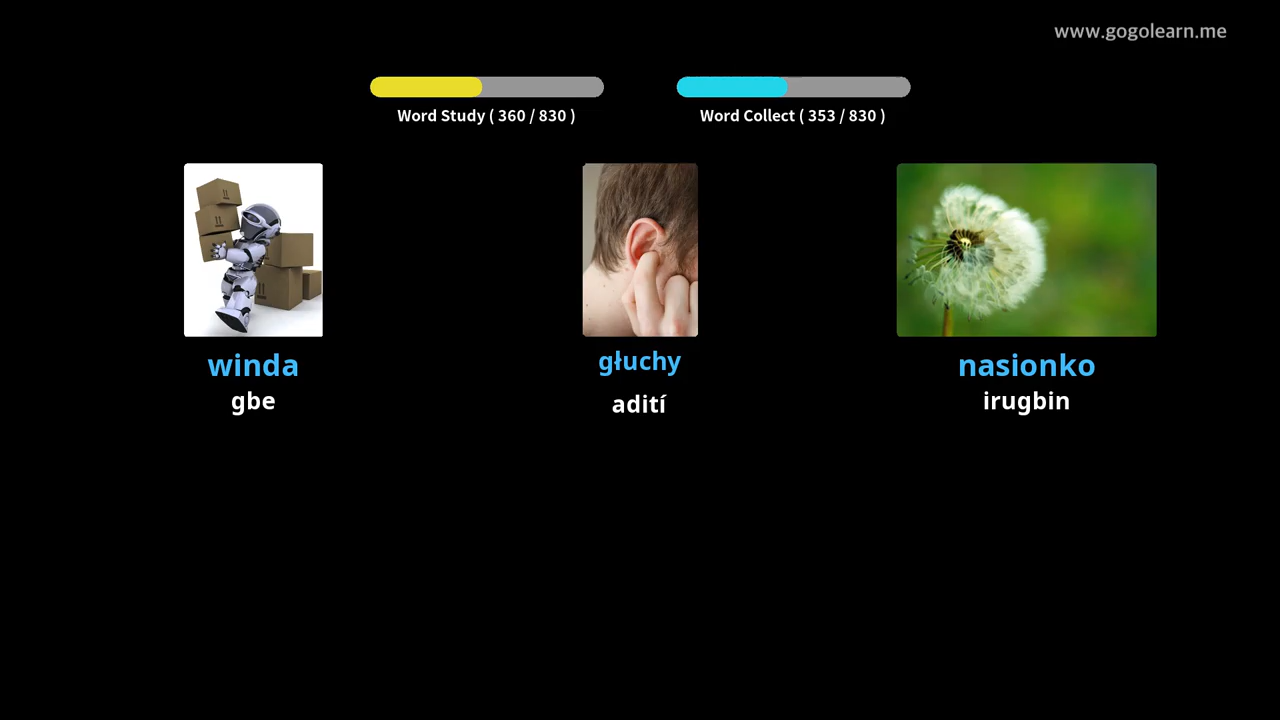 www.gogolearn.me
Word Study ( 360 / 830 )
Word Collect ( 353 / 830 )
winda
gbe
głuchy
adití
nasionko
irugbin